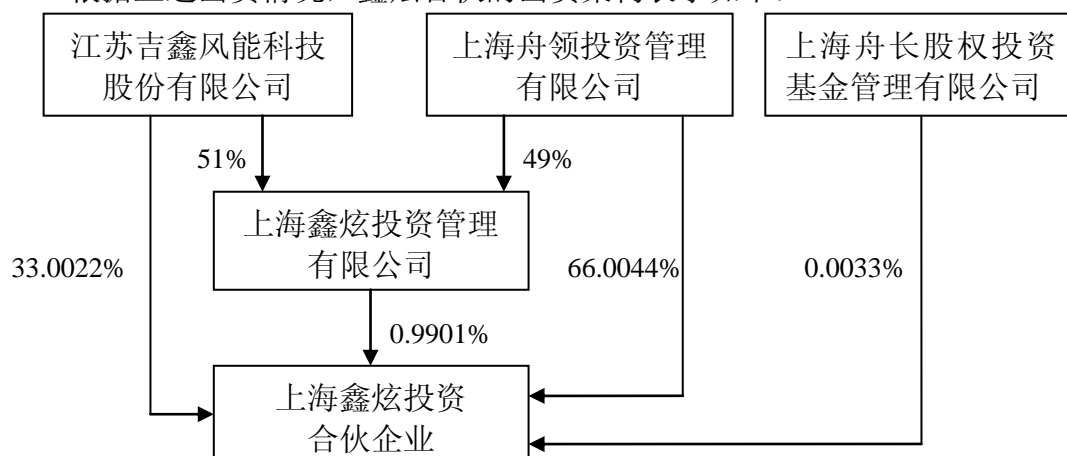 江苏吉鑫风能科技
股份有限公司
上海舟领投资管理
有限公司
上海舟长股权投资
基金管理有限公司
51%
49%
上海鑫炫投资管理
有限公司
33.0022%
66.0044%
0.0033%
0.9901%
上海鑫炫投资
合伙企业